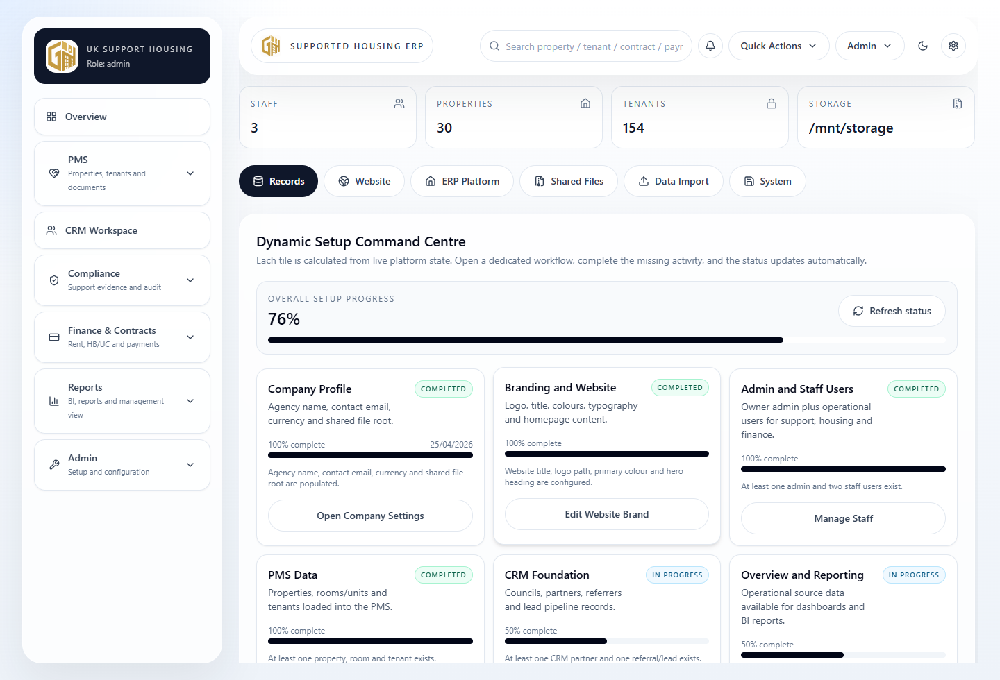 UK SUPPORT HOUSING
Role: admin
Overview
PMS
Properties, tenants and
documents
CRM Workspace
Compliance
Support evidence and audit
Finance & Contracts
Rent, HB/UC and payments
Reports
BI, reports and management
view
Admin
Setup and configuration
SUPPORTED HOUSING ERP
Search property / tenant / contract /
Quick Actions
Admin
STAFF
3
PROPERTIES
30
TENANTS
154
STORAGE
/mnt/storage
Records
Website
ERP Platform
Shared Files
Data Import
System
Dynamic Setup Command Centre
Each tile is calculated from live platform state. Open a dedicated workflow, complete the missing activity, and the status updates automatically.
OVERALL SETUP PROGRESS
76%
Refresh status
Company Profile
COMPLETED
Agency name, contact email,
currency and shared file root.
100% complete
25/04/2026
Agency name, contact email, currency and shared file
root are populated.
Open Company Settings
Branding and Website
COMPLETED
Logo, title, colours, typography
and homepage content.
100% complete
Website title, logo path, primary colour and hero
heading are configured.
Edit Website Brand
Admin and Staff Users
COMPLETED
Owner admin plus operational
users for support, housing and
finance.
100% complete
At least one admin and two staff users exist.
Manage Staff
PMS Data
COMPLETED
Properties, rooms/units and
tenants loaded into the PMS.
100% complete
At least one property, room and tenant exists.
CRM Foundation
IN PROGRESS
Councils, partners, referrers
and lead pipeline records.
50% complete
At least one CRM partner and one referral/lead exists.
Overview and Reporting
IN PROGRESS
Operational source data
available for dashboards and
BI reports.
50% complete